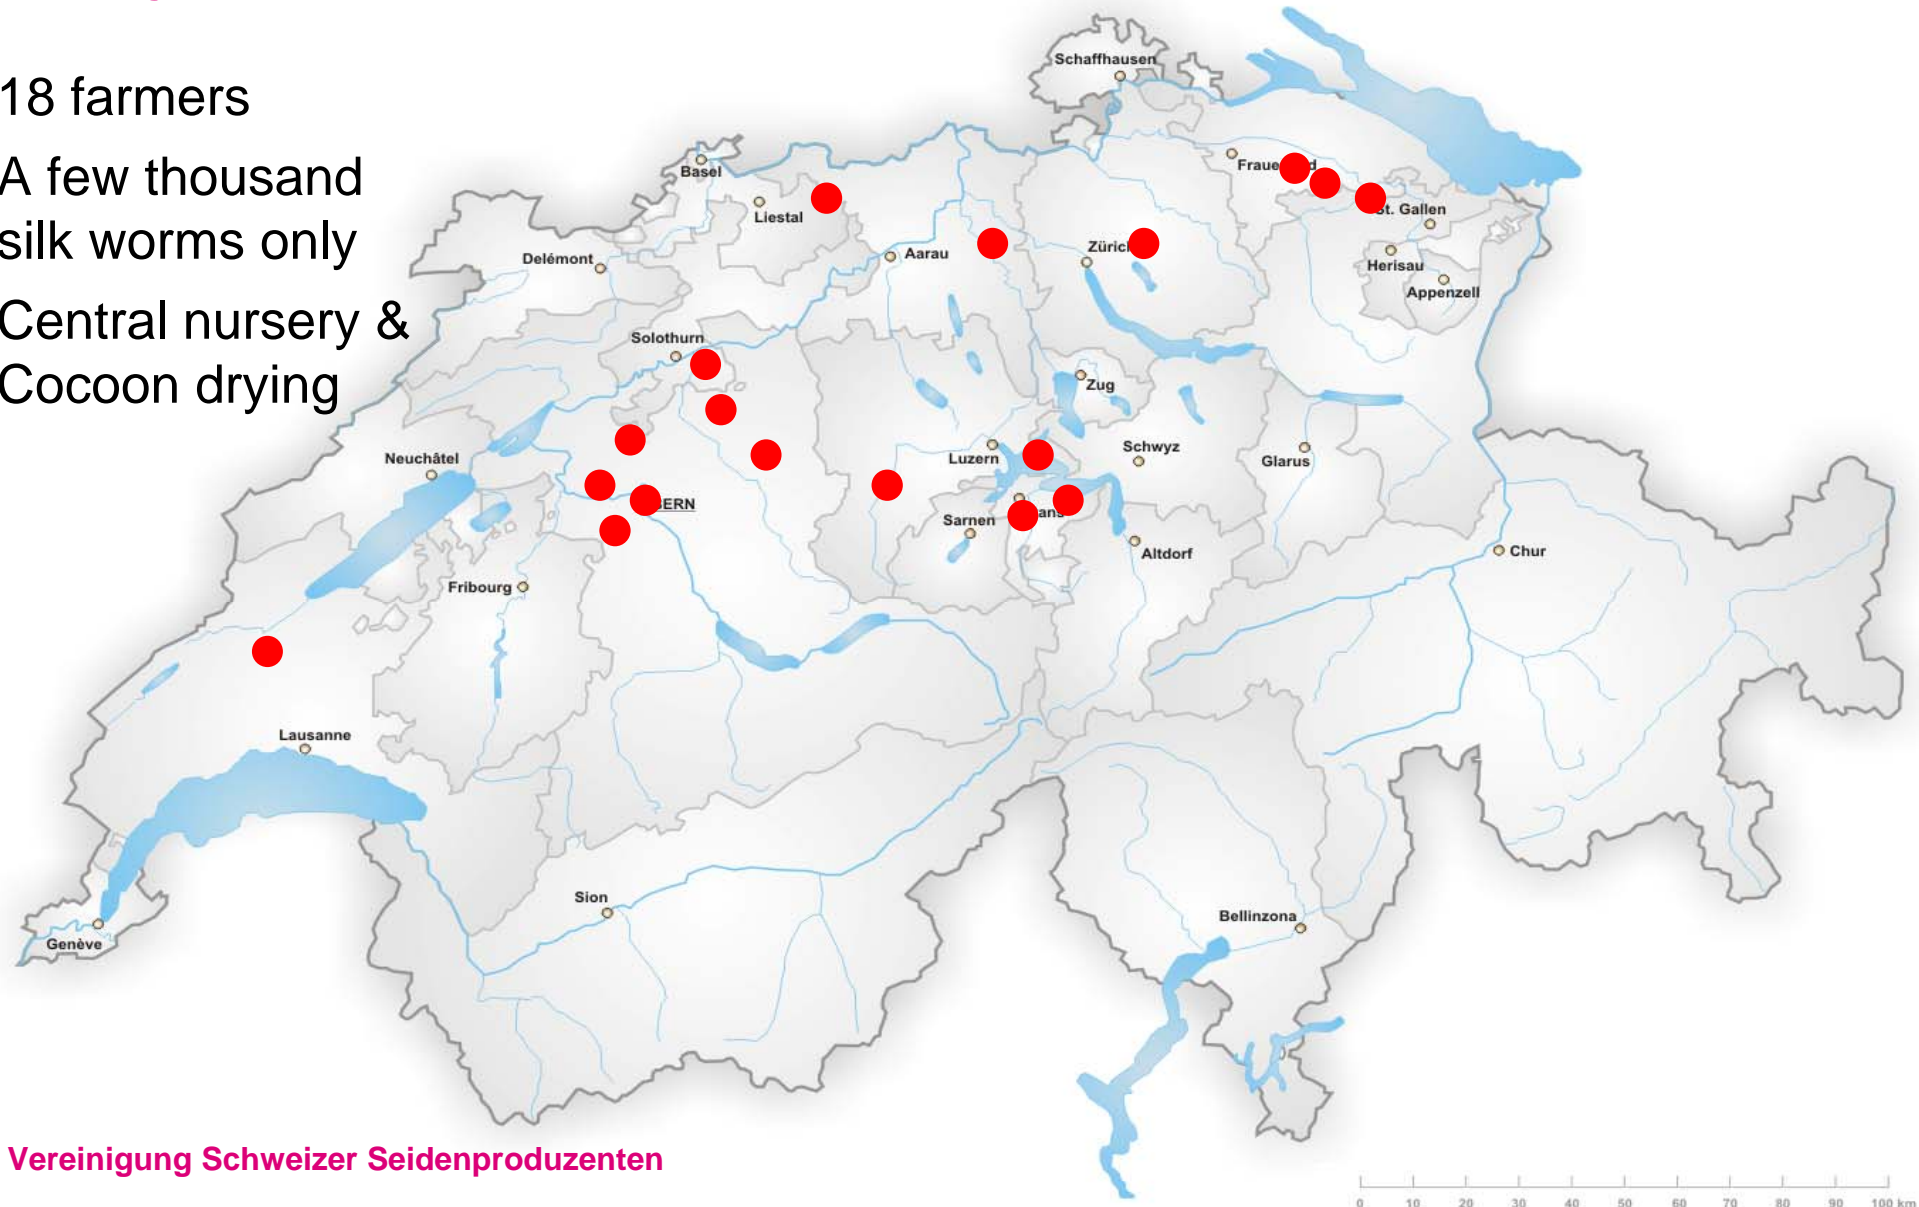 18 farmers
A few thousand
silk worms only
Central nursery &
Cocoon drying
Schaffhausen
Basel
Liestal
Delémont
Aarau
Zürich
St. Gallen
Herisau
Appenzell
Solothurn
Zug
Neuchâtel
Luzern
Schwyz
Glarus
BERN
Sarnen
Altdorf
Chur
Fribourg
Lausanne
Sion
Bellinzona
Genève
Vereinigung Schweizer Seidenproduzenten
0 10 20 30 40 50 60 70 80 90 100 km